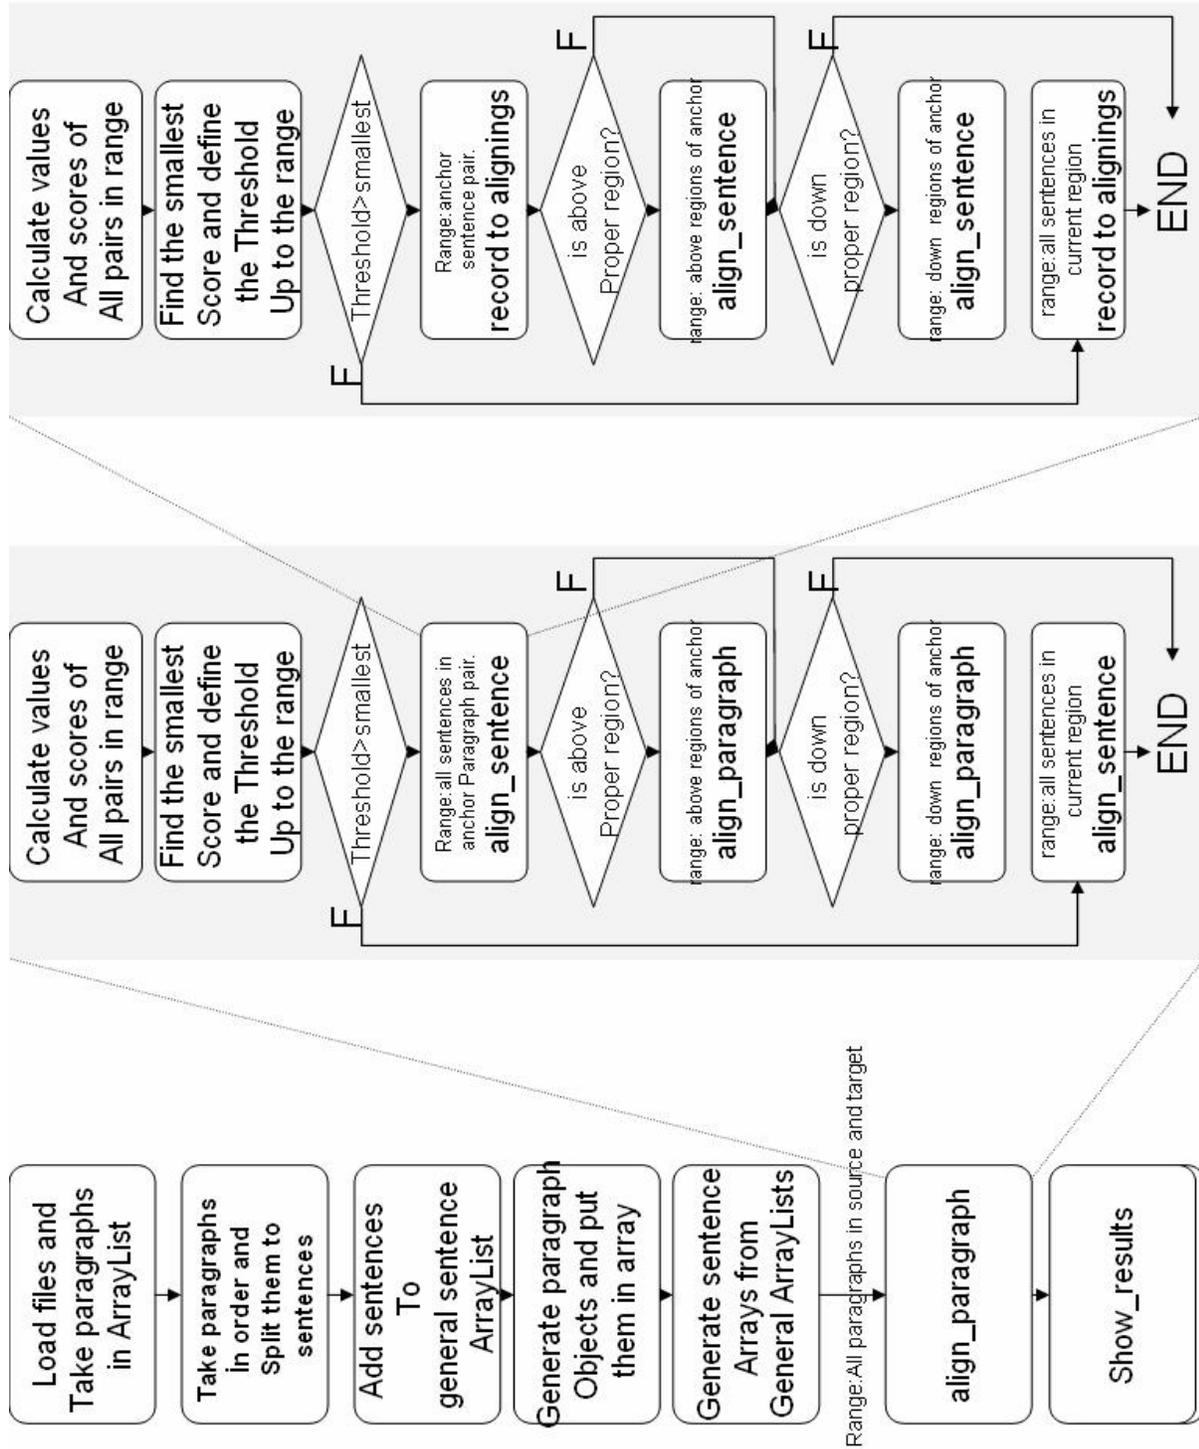 Load files and
Take paragraphs
in ArrayList
Take paragraphs
in order and
Split them to
sentences
Add sentences
To
general sentence
ArrayList
Generate paragraph
Objects and put
them in array
Generate sentence
Arrays from
General ArrayLists
Range:All paragraphs in source and target
align_paragraph
Show_results
Calculate values
And scores of
All pairs in range
Find the smallest
Score and define
the Threshold
Up to the range
Threshold>smallest
F
Range:all sentences in
anchor Paragraph pair.
align_sentence
is above
Proper region?
F
range: above regions of anchor
align_paragraph
is down
proper region?
F
range: down regions of anchor
align_paragraph
range:all sentences in
current region
align_sentence
END
Calculate values
And scores of
All pairs in range
Find the smallest
Score and define
the Threshold
Up to the range
Threshold>smallest
F
Range:anchor
sentence pair.
record to alignings
is above
Proper region?
F
range: above regions of anchor
align_sentence
is down
proper region?
F
range: down regions of anchor
align_sentence
range:all sentences in
current region
record to alignings
END